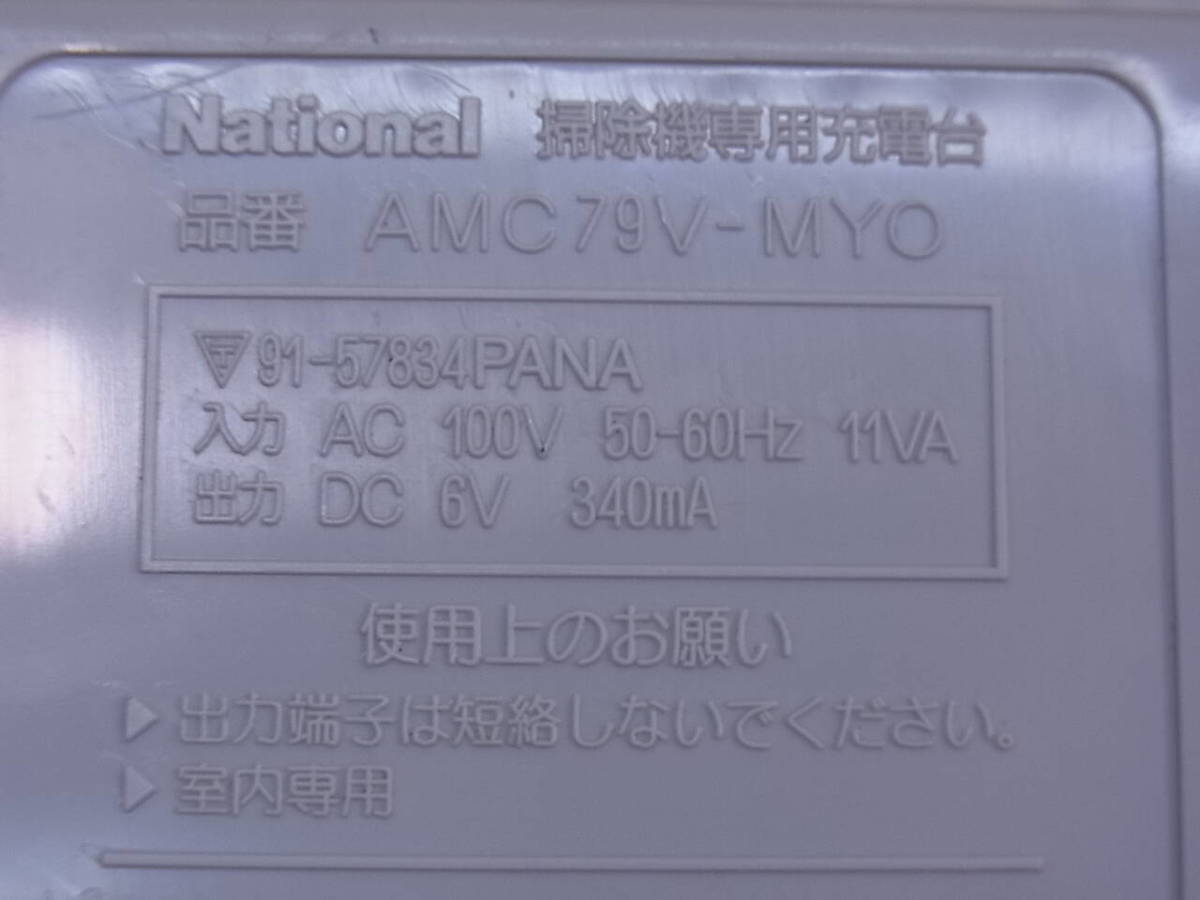 National 掃除機専用充電台
品番 AMC79V-MYO
91-57834PANA
入力 AC 100V 50-60Hz 11VA
出力 DC 6V 340mA
使用上のお願い
▶出力端子は短絡しないでください。
▶室内専用